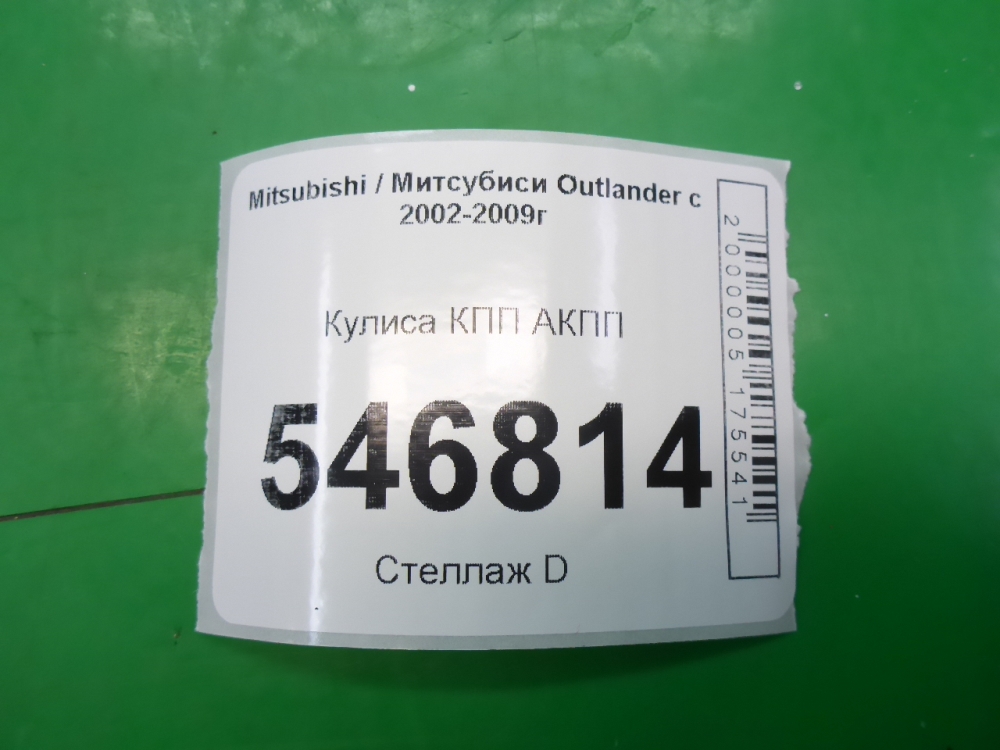 Mitsubishi / Митсубиси Outlander с
2002-2009г
Кулиса КПП АКПП
546814
Стеллаж D
2000005175541